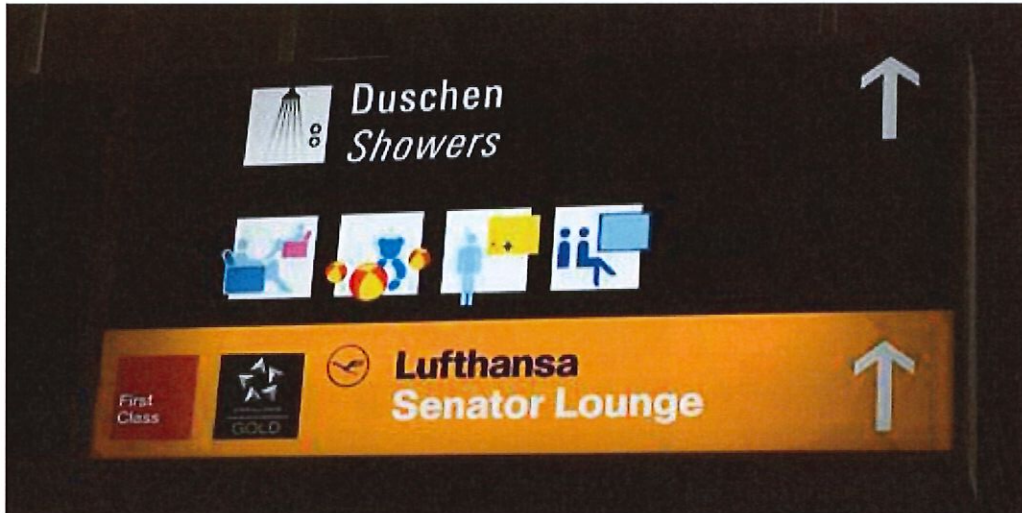 Duschen
Showers
First
Class
GOLD
Lufthansa
Senator Lounge